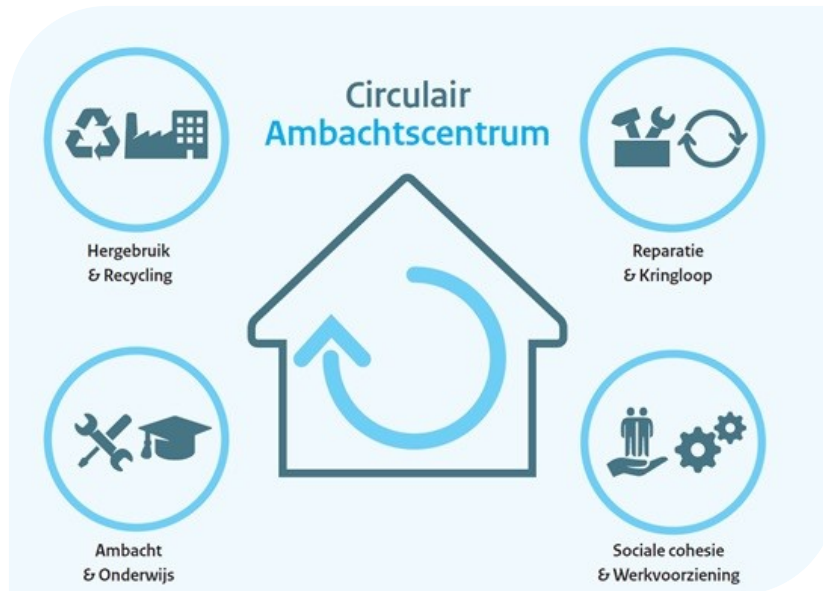 Circulair
Ambachtscentrum
Hergebruik
& Recycling
Reparatie
& Kringloop
Ambacht
& Onderwijs
Sociale cohesie
& Werkvoorziening